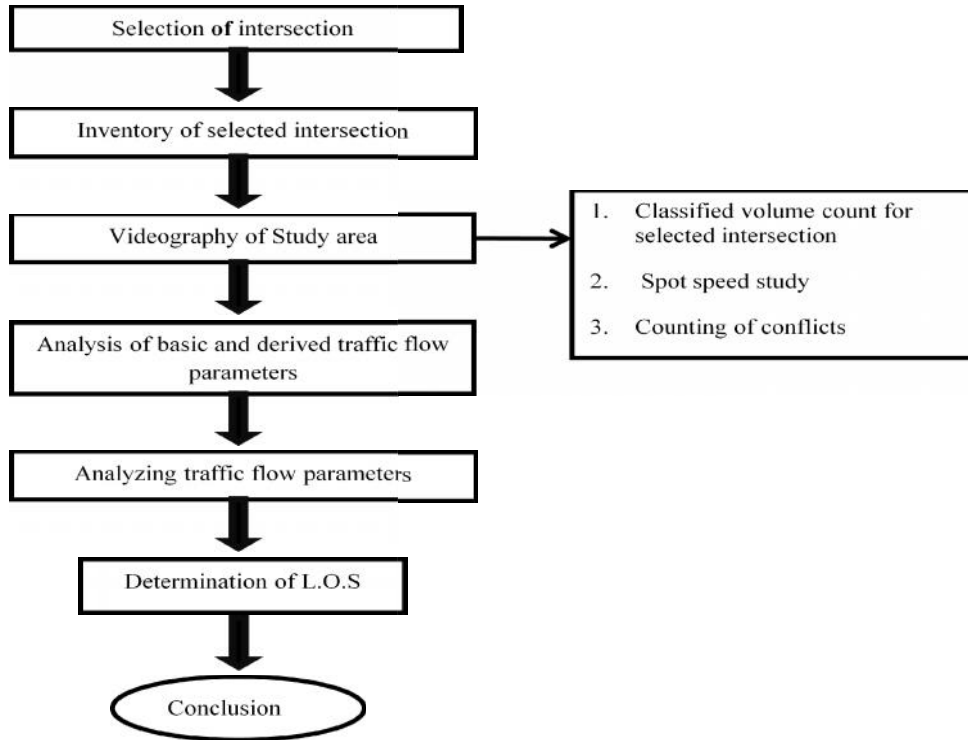 Selection of intersection
Inventory of selected intersection
Videography of Study area
1. Classified volume count for
selected intersection
2. Spot speed study
3. Counting of conflicts
Analysis of basic and derived traffic flow
parameters
Analyzing traffic flow parameters
Determination of L.O.S
Conclusion